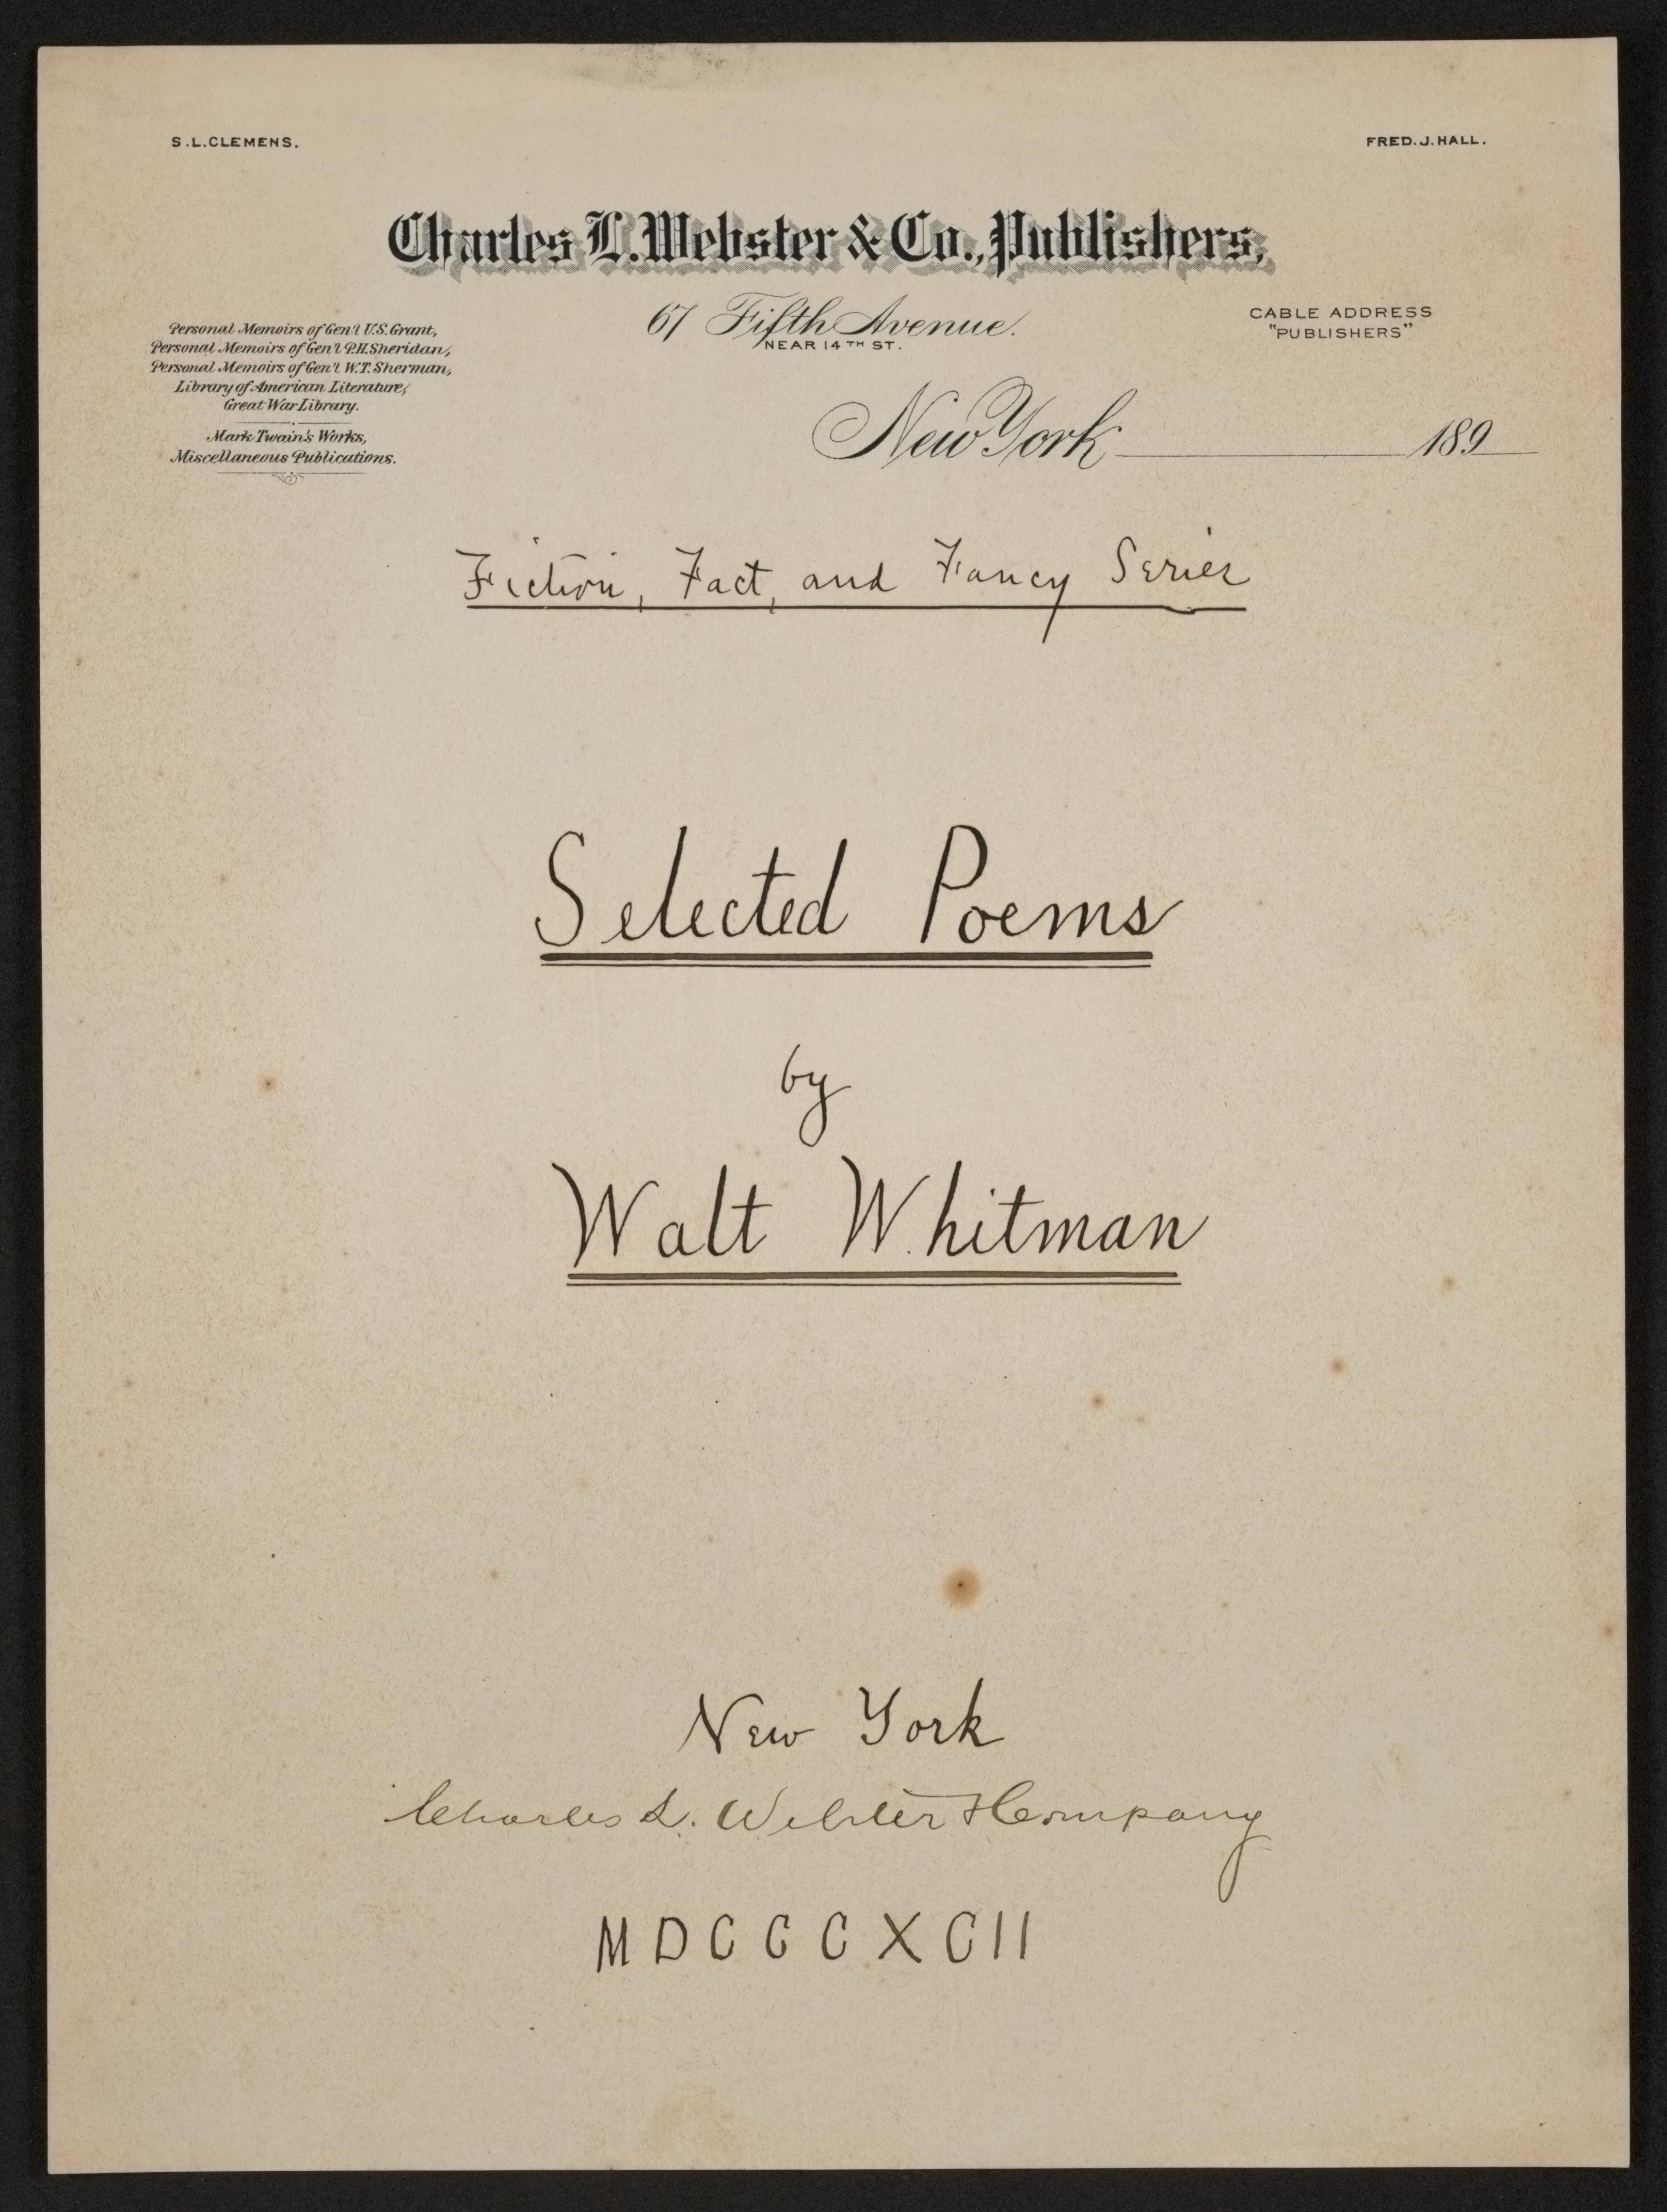 S.L.CLEMENS.
FRED.J.HALL.
Charles L. Webster & Co., Publishers,
67 Fifth Avenue.
NEAR 14TH ST.
CABLE ADDRESS
"PUBLISHERS"
Personal Memoirs of Gen'l U.S. Grant,
Personal Memoirs of Gen'l P.H. Sheridan,
Personal Memoirs of Gen'l W.T. Sherman,
Library of American Literature,
Great War Library.
Mark Twain's Works,
Miscellaneous Publications.
New York 189
Fiction, Fact, and Fancy Series
Selected Poems
by
Walt Whitman
New York
Charles L. Webster & Company
MDCCCXCII